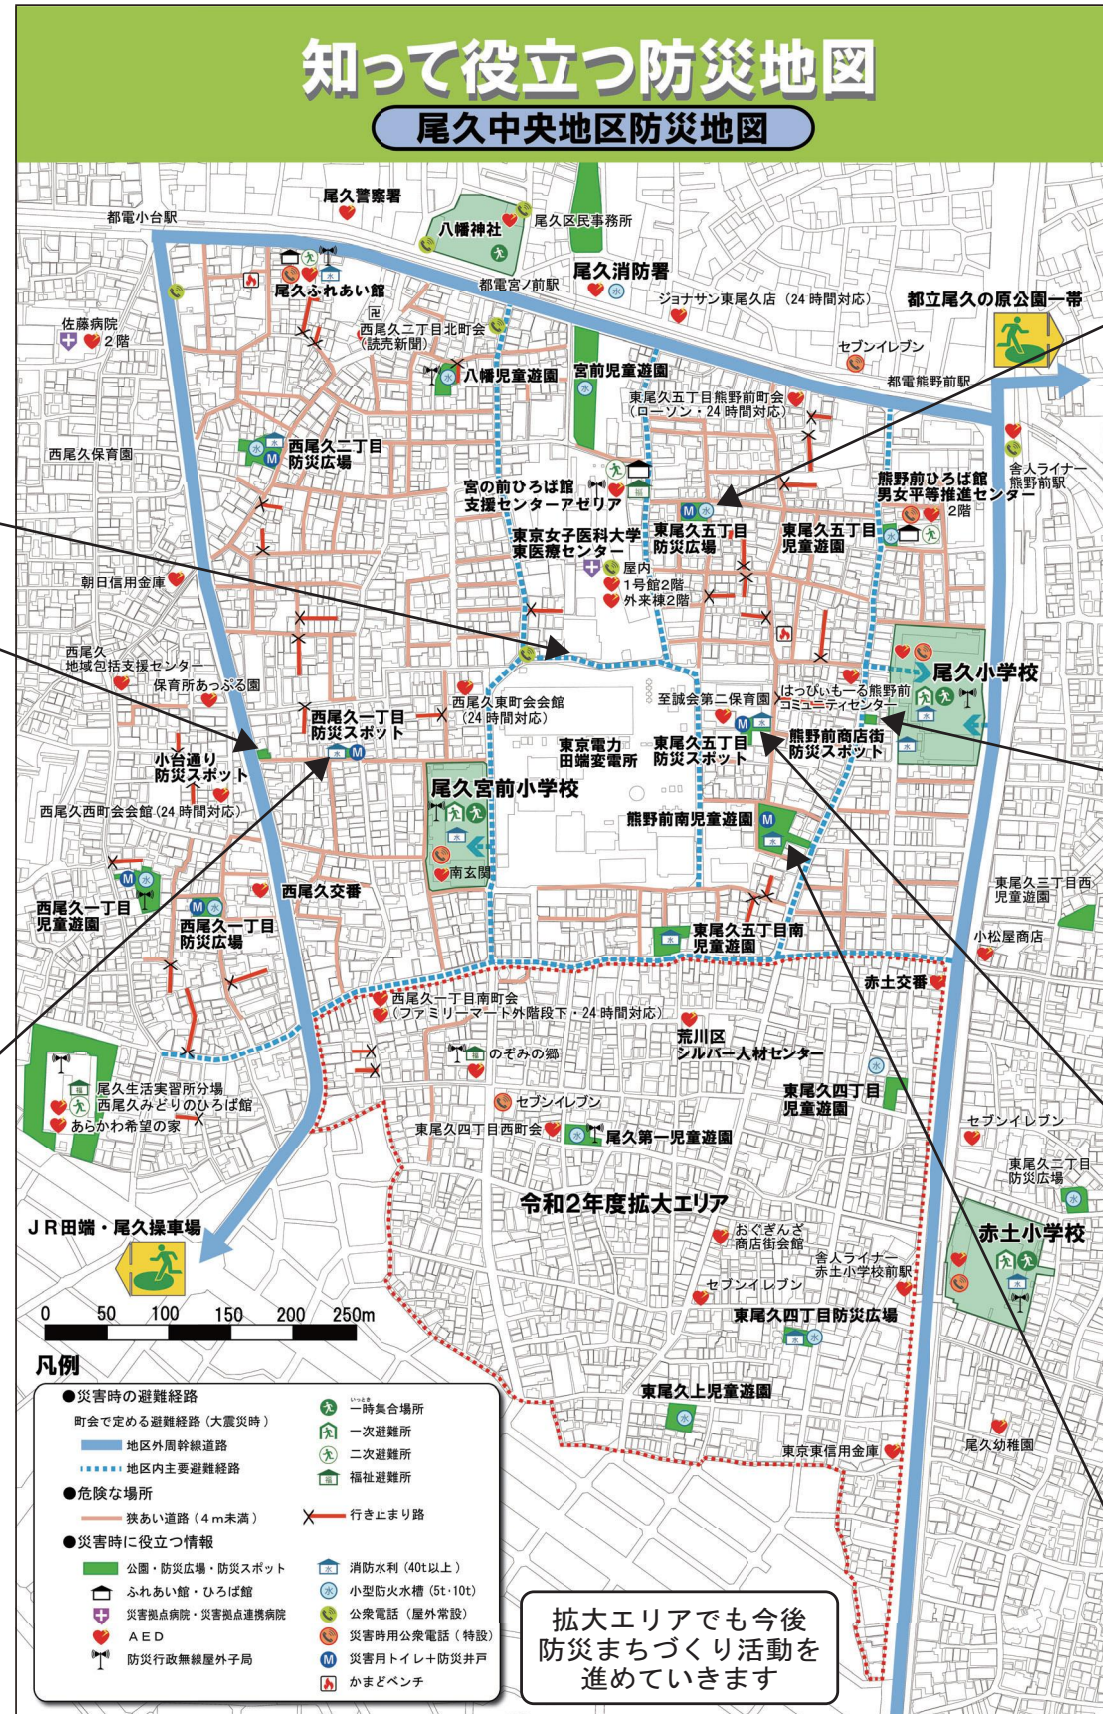 知って役立つ防災地図
尾久中央地区防災地図
都電小台駅
尾久警察署
八幡神社
尾久区民事務所
尾久ふれあい館
都電宮ノ前駅
尾久消防署
ジョナサン東尾久店（24時間対応）
都立尾久の原公園一帯
佐藤病院
2階
卍
西尾久二丁目北町会
（読売新聞）
セブンイレブン
都電熊野前駅
八幡児童遊園
宮前児童遊園
東尾久五丁目熊野前町会
（ローソン・24時間対応）
西尾久保育園
西尾久二丁目
防災広場
舎人ライナー
熊野前駅
宮の前ひろば館
支援センターアゼリア
熊野前ひろば館
男女平等推進センター
2階
東京女子医科大学
東医療センター
屋内
1号館2階
外来棟2階
東尾久五丁目
防災広場
東尾久五丁目
児童遊園
朝日信用金庫
西尾久
地域包括支援センター
保育所あっぷる園
西尾久東町会会館
（24時間対応）
至誠会第二保育園
はっぴぃもーる熊野前
コミュニティセンター
尾久小学校
西尾久一丁目
防災スポット
小台通り
防災スポット
東京電力
田端変電所
東尾久五丁目
防災スポット
熊野前商店街
防災スポット
尾久宮前小学校
西尾久西町会会館（24時間対応）
熊野前南児童遊園
南玄関
西尾久交番
西尾久一丁目
児童遊園
西尾久一丁目
防災広場
東尾久五丁目南
児童遊園
東尾久三丁目西
児童遊園
小松屋商店
赤土交番
西尾久一丁目南町会
（ファミリーマート外階段下・24時間対応）
荒川区
シルバー人材センター
のぞみの郷
尾久生活実習所分場
西尾久みどりのひろば館
あらかわ希望の家
セブンイレブン
東尾久四丁目
児童遊園
東尾久四丁目西町会
尾久第一児童遊園
セブンイレブン
東尾久二丁目
防災広場
令和2年度拡大エリア
JR田端・尾久操車場
おぐぎんざ
商店街会館
舎人ライナー
赤土小学校前駅
赤土小学校
セブンイレブン
東尾久四丁目防災広場
0 50 100 150 200 250m
東尾久上児童遊園
東京東信用金庫
尾久幼稚園
凡例
●災害時の避難経路
町会で定める避難経路（大震災時）
地区外周幹線道路
地区内主要避難経路
●危険な場所
狭あい道路（4m未満）
行き止まり路
●災害時に役立つ情報
公園・防災広場・防災スポット
ふれあい館・ひろば館
災害拠点病院・災害拠点連携病院
AED
防災行政無線屋外子局
いっとき
一時集合場所
一次避難所
二次避難所
福祉避難所
消防水利（40t以上）
小型防火水槽（5t・10t）
公衆電話（屋外常設）
災害時用公衆電話（特設）
災害用トイレ＋防災井戸
かまどベンチ
拡大エリアでも今後
防災まちづくり活動を
進めていきます